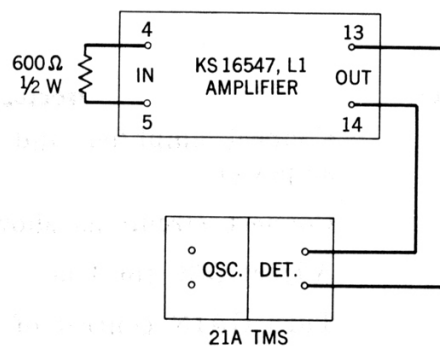 4
13
600 Ω
½ W
IN
KS 16547, L1
AMPLIFIER
OUT
5
14
OSC.
DET.
21A TMS